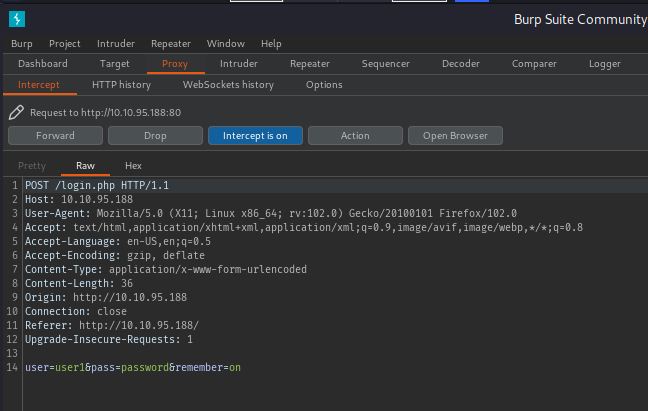 Burp Suite Community
Burp Project Intruder Repeater Window Help
Dashboard Target Proxy Intruder Repeater Sequencer Decoder Comparer Logger
Intercept HTTP history WebSockets history Options
Request to http://10.10.95.188:80
Forward Drop Intercept is on Action Open Browser
Pretty Raw Hex
1 POST /login.php HTTP/1.1
2 Host: 10.10.95.188
3 User-Agent: Mozilla/5.0 (X11; Linux x86_64; rv:102.0) Gecko/20100101 Firefox/102.0
4 Accept: text/html,application/xhtml+xml,application/xml;q=0.9,image/avif,image/webp,*/*;q=0.8
5 Accept-Language: en-US,en;q=0.5
6 Accept-Encoding: gzip, deflate
7 Content-Type: application/x-www-form-urlencoded
8 Content-Length: 36
9 Origin: http://10.10.95.188
10 Connection: close
11 Referer: http://10.10.95.188/
12 Upgrade-Insecure-Requests: 1
13
14 user=user1&pass=password&remember=on